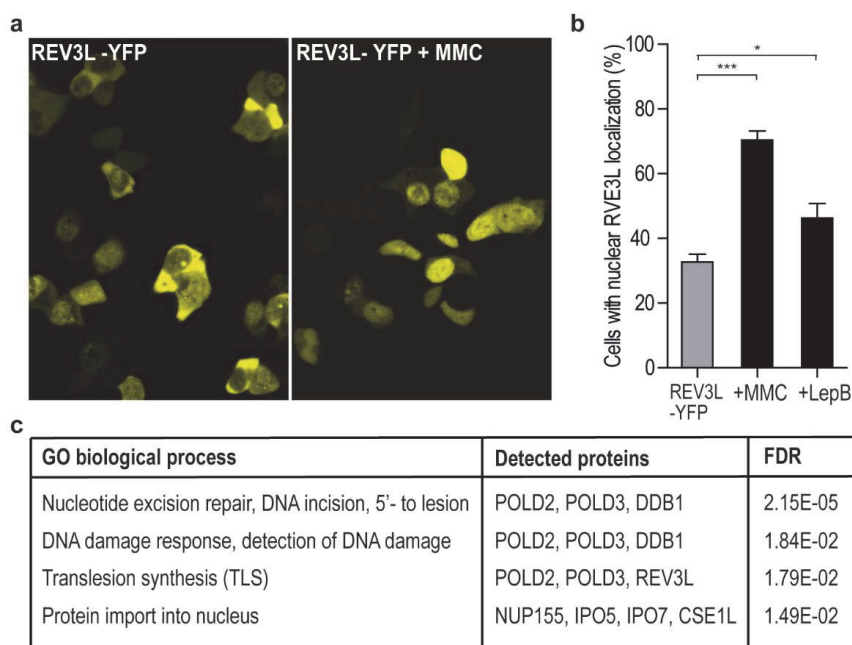 a
REV3L -YFP
REV3L- YFP + MMC
b
Cells with nuclear RVE3L localization (%)
100
80
60
40
20
0
*
***
REV3L
-YFP
+MMC
+LepB
c
GO biological process Detected proteins FDR
Nucleotide excision repair, DNA incision, 5'- to lesion POLD2, POLD3, DDB1 2.15E-05
DNA damage response, detection of DNA damage POLD2, POLD3, DDB1 1.84E-02
Translesion synthesis (TLS) POLD2, POLD3, REV3L 1.79E-02
Protein import into nucleus NUP155, IPO5, IPO7, CSE1L 1.49E-02